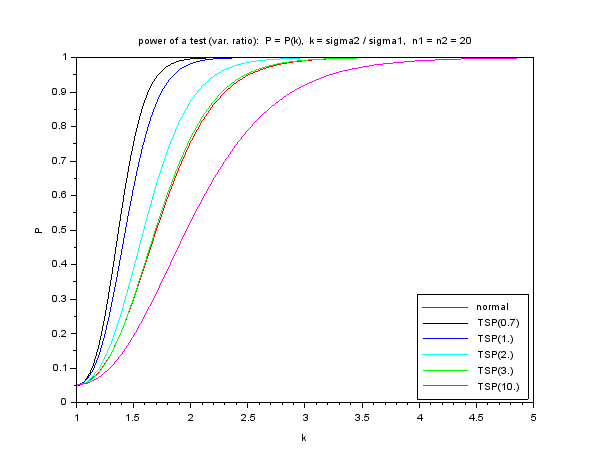 power of a test (var. ratio): P = P(k), k = sigma2 / sigma1, n1 = n2 = 20
1
0.9
0.8
0.7
0.6
0.5
0.4
0.3
0.2
0.1
0
P
normal
TSP(0.7)
TSP(1.)
TSP(2.)
TSP(3.)
TSP(10.)
1 1.5 2 2.5 3 3.5 4 4.5 5
k